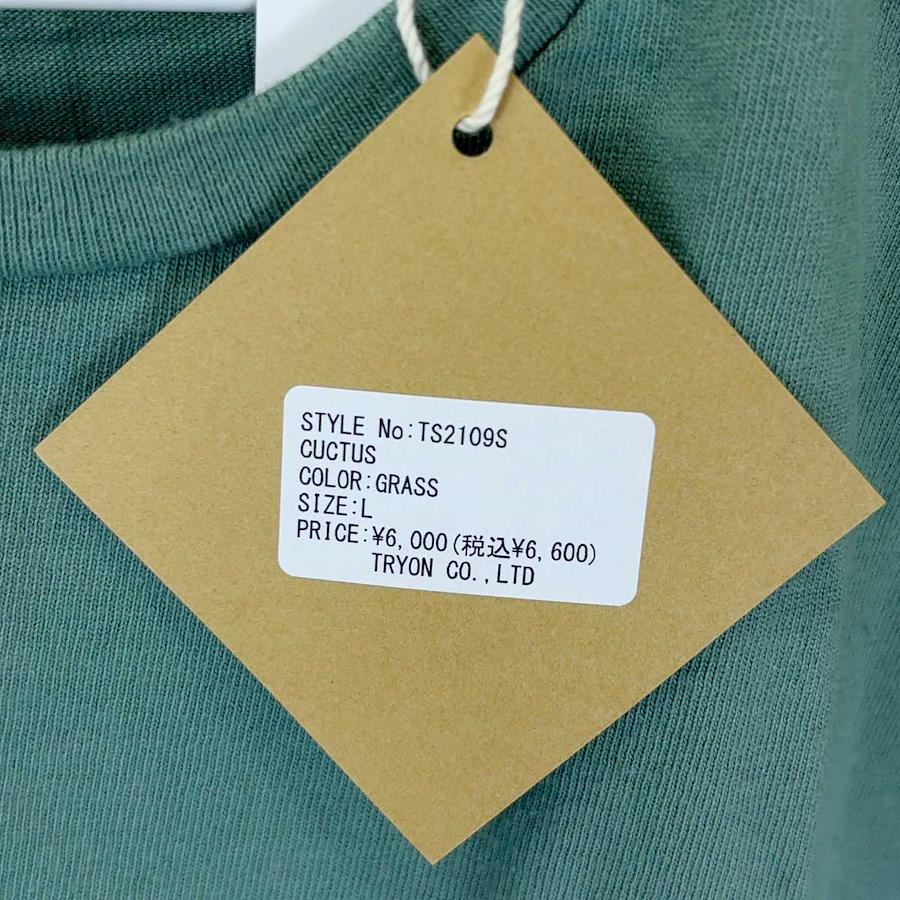 STYLE No:TS2109S
CUCTUS
COLOR:GRASS
SIZE:L
PRICE:¥6,000(税込¥6,600)
TRYON CO.,LTD